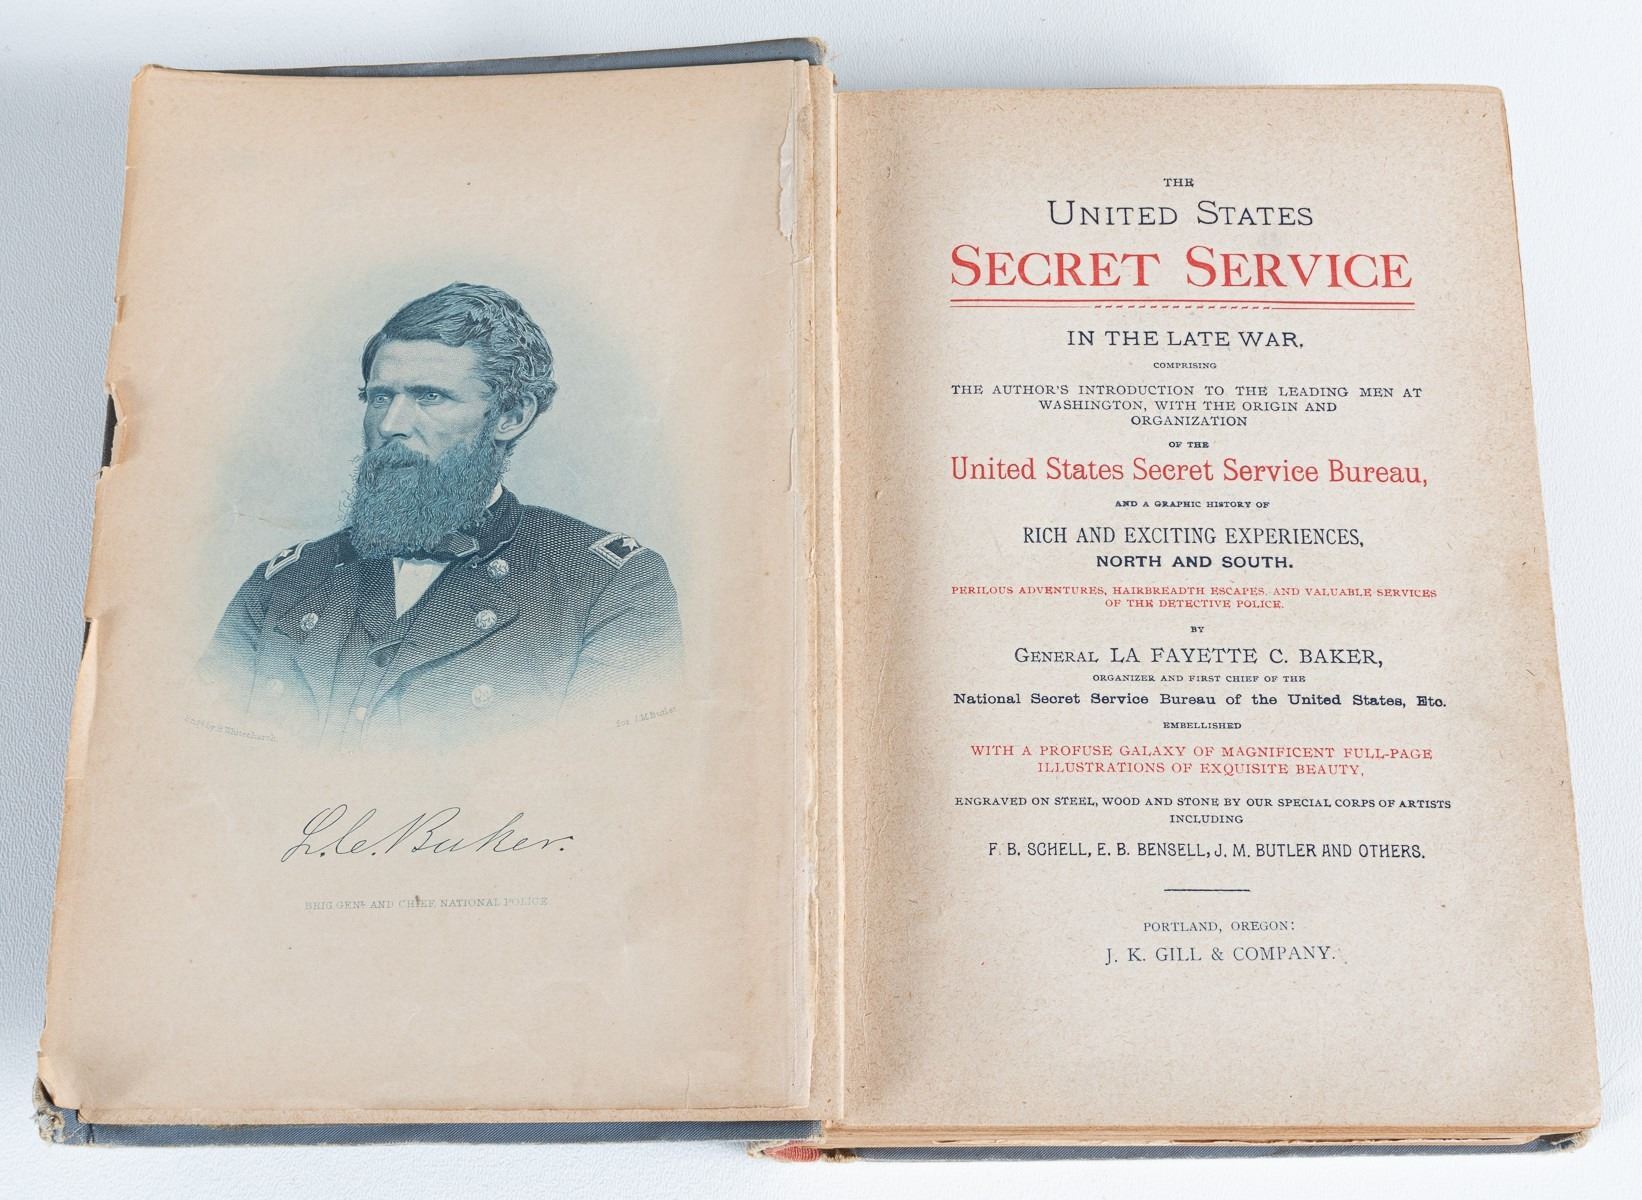 Eng'd by Whitechurch
for J.M. Butler
L.C. Baker.
BRIG. GENL. AND CHIEF, NATIONAL POLICE
THE
UNITED STATES
SECRET SERVICE
IN THE LATE WAR,
COMPRISING
THE AUTHOR'S INTRODUCTION TO THE LEADING MEN AT
WASHINGTON, WITH THE ORIGIN AND
ORGANIZATION
OF THE
United States Secret Service Bureau,
AND A GRAPHIC HISTORY OF
RICH AND EXCITING EXPERIENCES,
NORTH AND SOUTH.
PERILOUS ADVENTURES, HAIRBREADTH ESCAPES, AND VALUABLE SERVICES
OF THE DETECTIVE POLICE.
BY
GENERAL LA FAYETTE C. BAKER,
ORGANIZER AND FIRST CHIEF OF THE
National Secret Service Bureau of the United States, Etc.
EMBELLISHED
WITH A PROFUSE GALAXY OF MAGNIFICENT FULL-PAGE
ILLUSTRATIONS OF EXQUISITE BEAUTY,
ENGRAVED ON STEEL, WOOD AND STONE BY OUR SPECIAL CORPS OF ARTISTS
INCLUDING
F. B. SCHELL, E. B. BENSELL, J. M. BUTLER AND OTHERS.
PORTLAND, OREGON:
J. K. GILL & COMPANY.